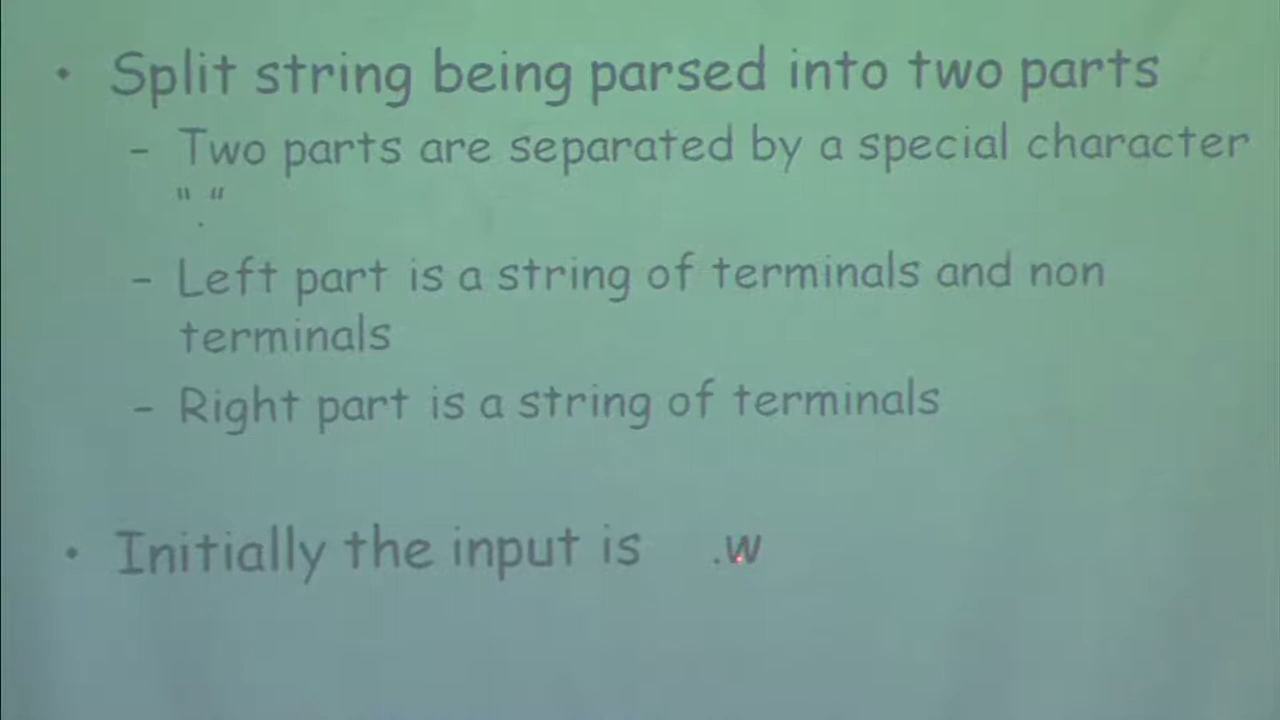 • Split string being parsed into two parts
– Two parts are separated by a special character
" . “
– Left part is a string of terminals and non
terminals
– Right part is a string of terminals
• Initially the input is .w